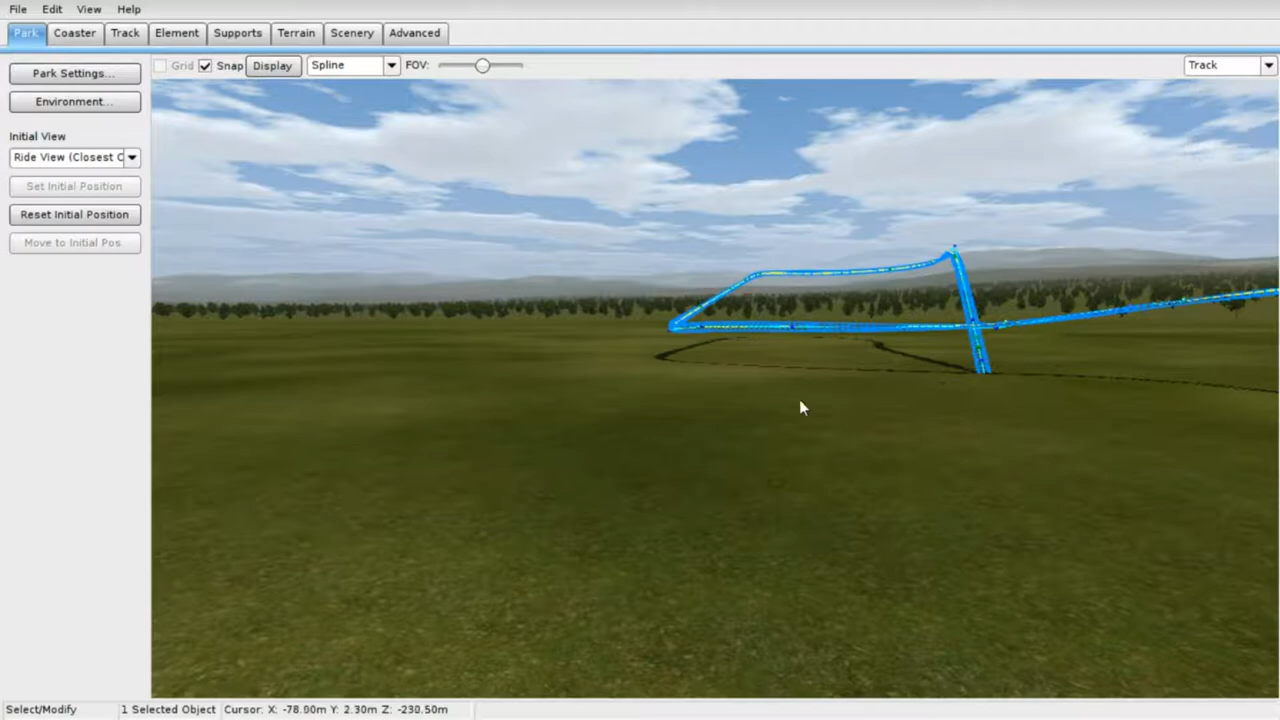 File Edit View Help
Park Coaster Track Element Supports Terrain Scenery Advanced
Grid Snap Display Spline FOV: Track
Park Settings...
Environment...
Initial View
Ride View (Closest C
Set Initial Position
Reset Initial Position
Move to Initial Pos.
Select/Modify 1 Selected Object Cursor: X: -78.00m Y: 2.30m Z: -230.50m